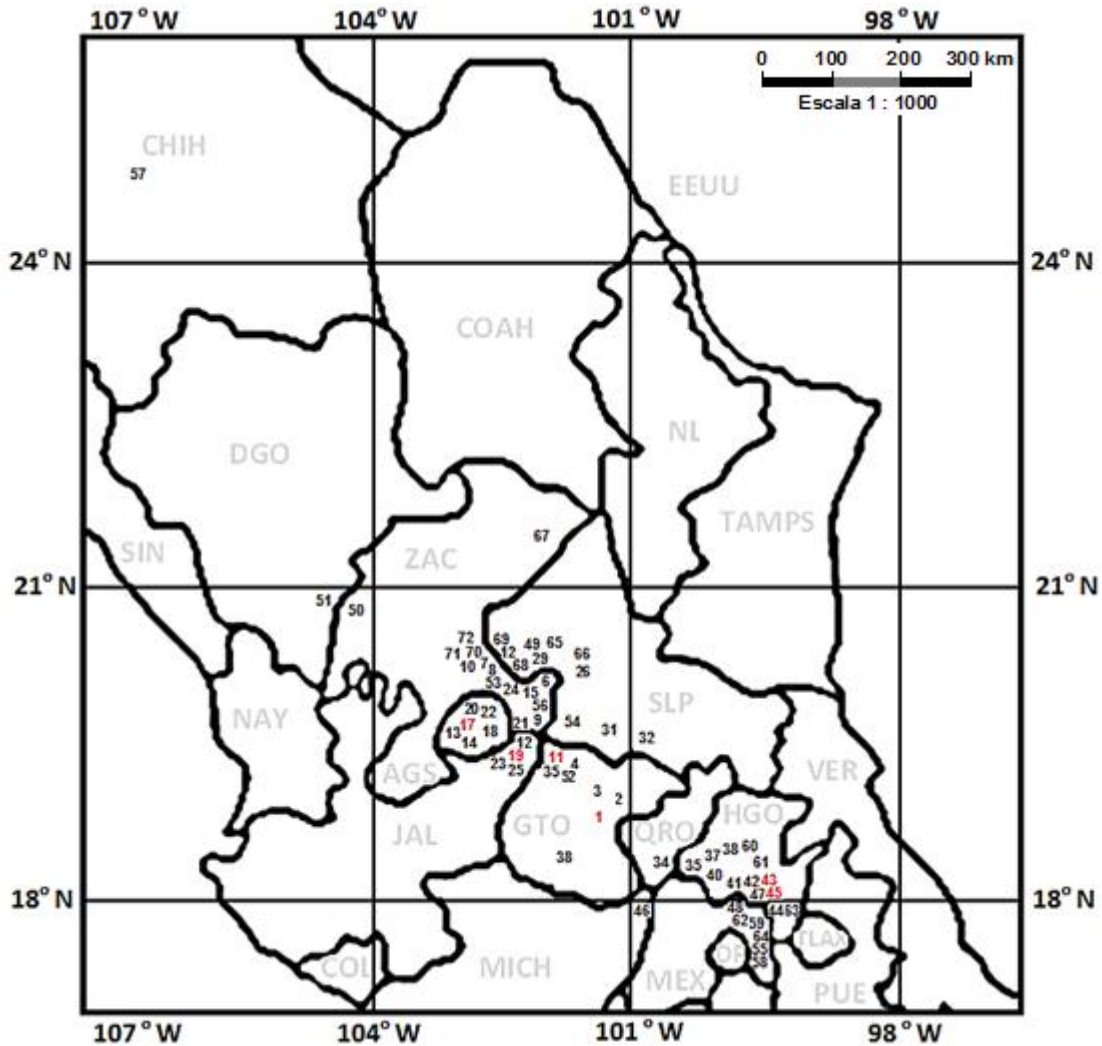 107° W 104° W 101° W 98° W
0 100 200 300 km
Escala 1 : 1000
CHIH
57
EEUU
24° N 24° N
COAH
NL
DGO
TAMPS
67
SIN
ZAC
21° N 21° N
51 50
72 69 49 65
71 70 12 29 66
10 7 8 68 26
53 24 15 6
SLP
20 22 56
NAY
17 21 9 54 31
13 18 32
14 12
19 11
23 25 35 4
AGS
52
VER
3 2
HGO
1
JAL
GTO
QRO
38
37 38 60
34 35 61
40
41 42 43
18° N 47 45 18° N
46 48 44 63
62 59
64 TLAX
DF 55
58
COL
MICH
MEX
PUE
107° W 104° W 101° W 98° W